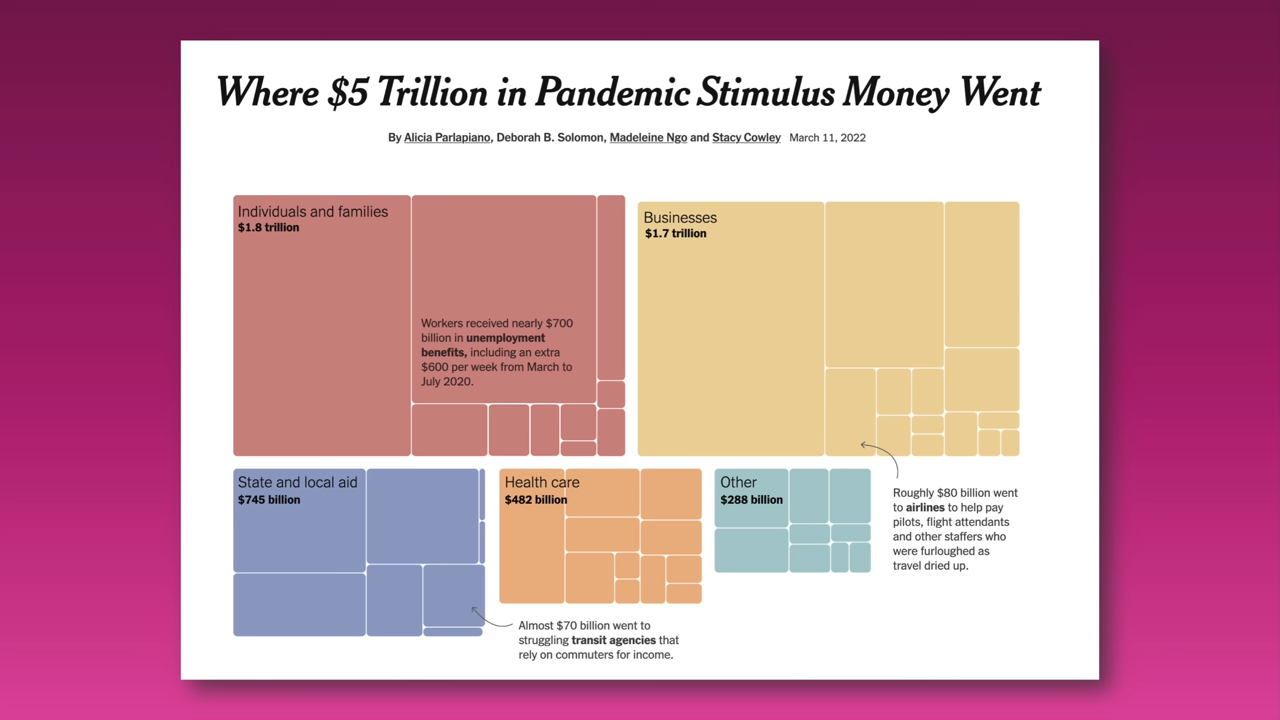 Where $5 Trillion in Pandemic Stimulus Money Went
By Alicia Parlapiano, Deborah B. Solomon, Madeleine Ngo and Stacy Cowley March 11, 2022
Individuals and families
$1.8 trillion
Workers received nearly $700
billion in unemployment
benefits, including an extra
$600 per week from March to
July 2020.
Businesses
$1.7 trillion
State and local aid
$745 billion
Health care
$482 billion
Other
$288 billion
Roughly $80 billion went
to airlines to help pay
pilots, flight attendants
and other staffers who
were furloughed as
travel dried up.
Almost $70 billion went to
struggling transit agencies that
rely on commuters for income.